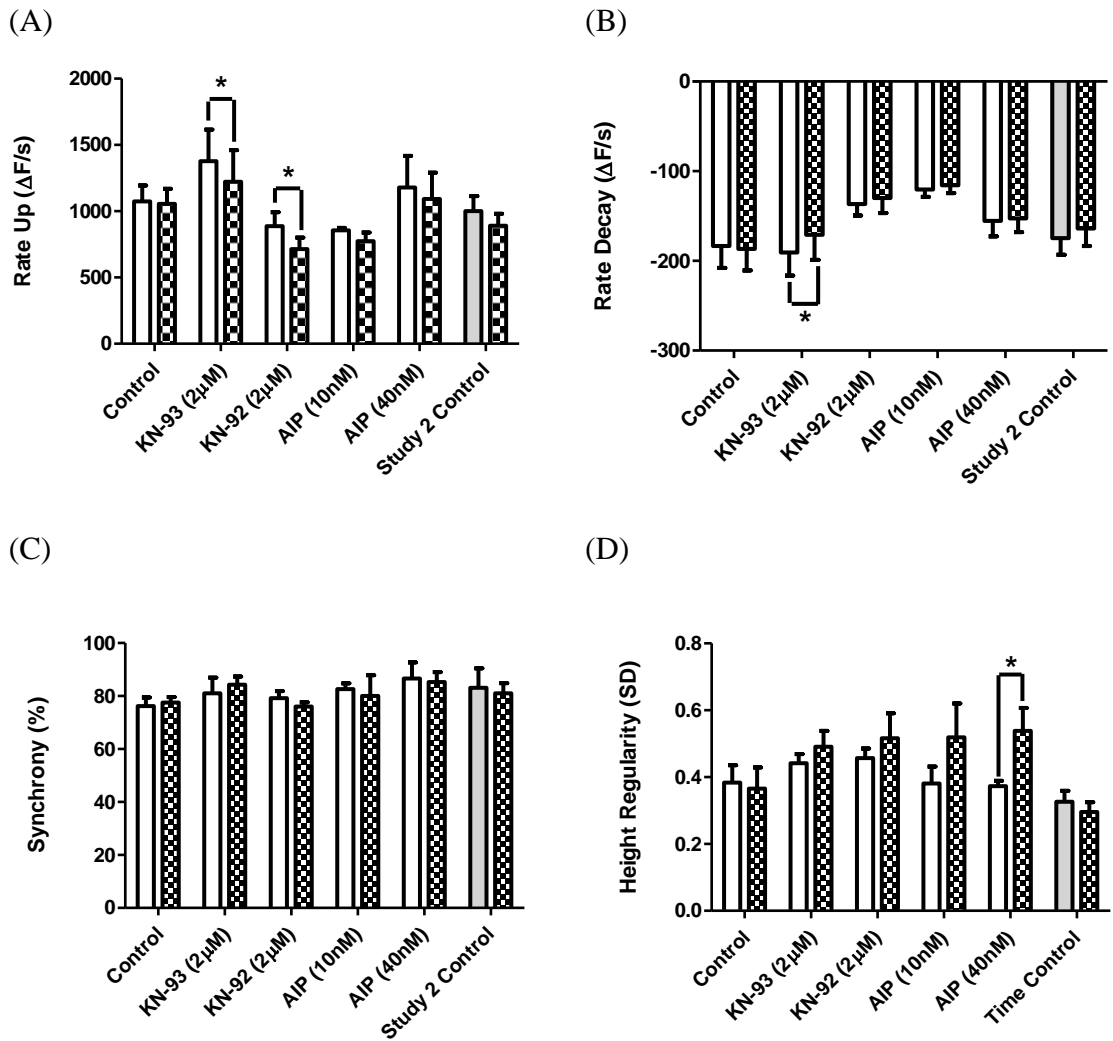 (A)
Rate Up (ΔF/s)
2000
1500
1000
500
0
*
*
Control
KN-93 (2μM)
KN-92 (2μM)
AIP (10nM)
AIP (40nM)
Study 2 Control
(B)
Rate Decay (ΔF/s)
0
-100
-200
-300
*
Control
KN-93 (2μM)
KN-92 (2μM)
AIP (10nM)
AIP (40nM)
Study 2 Control
(C)
Synchrony (%)
100
80
60
40
20
0
Control
KN-93 (2μM)
KN-92 (2μM)
AIP (10nM)
AIP (40nM)
Study 2 Control
(D)
Height Regularity (SD)
0.8
0.6
0.4
0.2
0.0
*
Control
KN-93 (2μM)
KN-92 (2μM)
AIP (10nM)
AIP (40nM)
Time Control